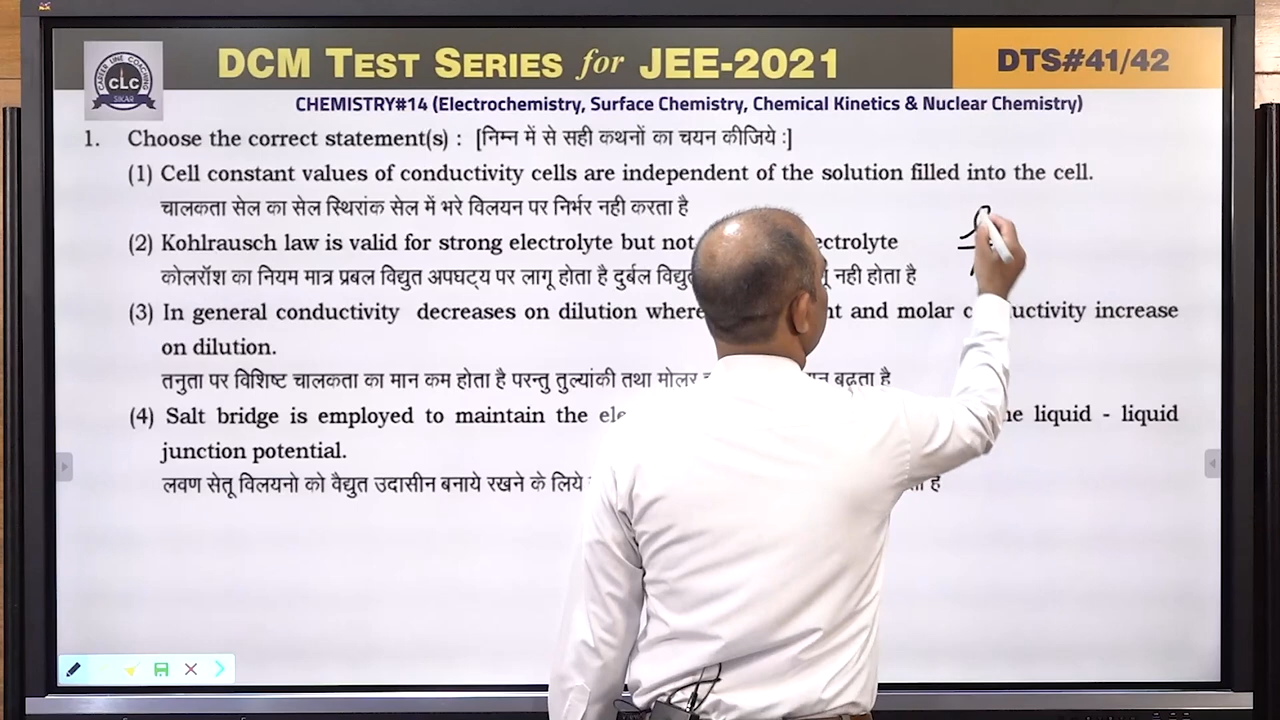 CAREER LINE COACHING
CLC
SIKAR
DCM TEST SERIES for JEE-2021
DTS#41/42
CHEMISTRY#14 (Electrochemistry, Surface Chemistry, Chemical Kinetics & Nuclear Chemistry)
1. Choose the correct statement(s) : [निम्न में से सही कथनों का चयन कीजिये :]
(1) Cell constant values of conductivity cells are independent of the solution filled into the cell.
चालकता सेल का सेल स्थिरांक सेल में भरे विलयन पर निर्भर नही करता है
(2) Kohlrausch law is valid for strong electrolyte but not
कोलरॉश का नियम मात्र प्रबल विद्युत अपघट्य पर लागू होता है दुर्बल नही होता है
(3) In general conductivity decreases on dilution where and molar increase
on dilution.
तनुता पर विशिष्ट चालकता का मान कम होता है परन्तु तुल्यांकी तथा मोलर बढ़ता है
(4) Salt bridge is employed to maintain the liquid - liquid
junction potential.
लवण सेतू विलयनो को वैद्युत उदासीन बनाये रखने के लिये है